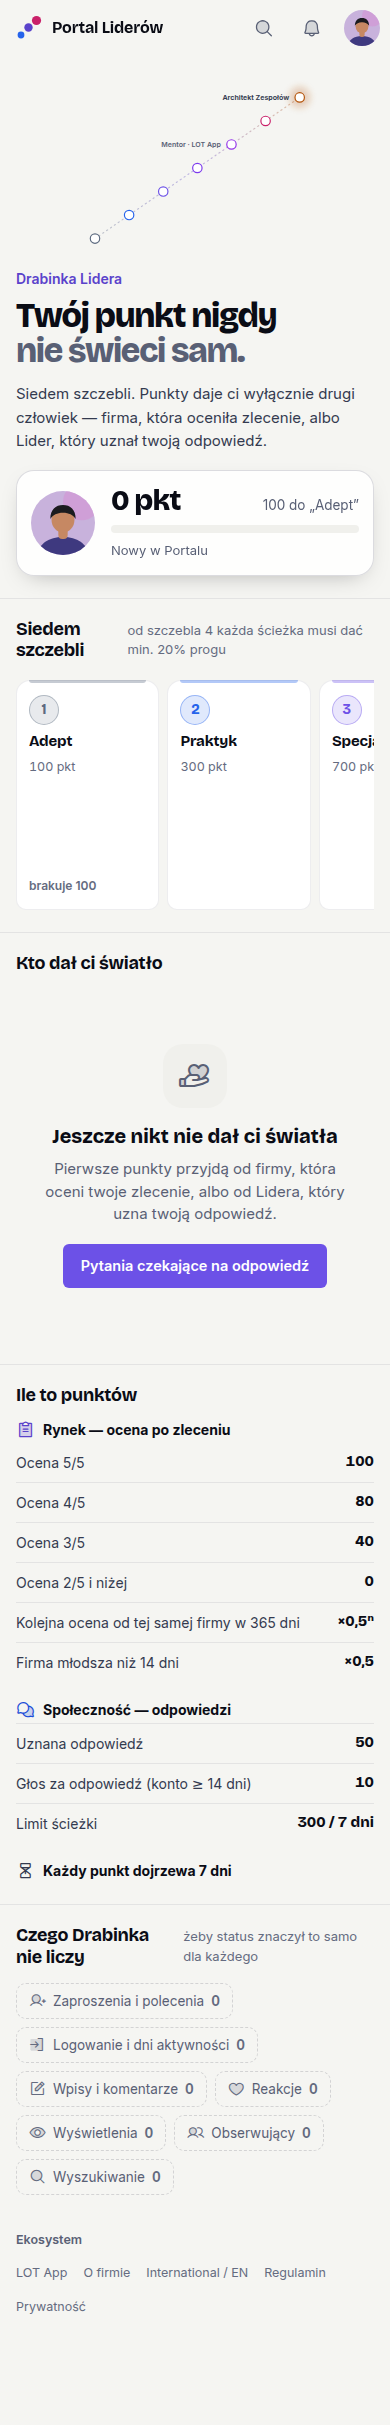 Portal Liderów
Architekt Zespołów
Mentor · LOT App
Drabinka Lidera
Twój punkt nigdy
nie świeci sam.
Siedem szczebli. Punkty daje ci wyłącznie drugi
człowiek — firma, która oceniła zlecenie, albo
Lider, który uznał twoją odpowiedź.
0 pkt
100 do „Adept”
Nowy w Portalu
Siedem
szczebli
od szczebla 4 każda ścieżka musi dać
min. 20% progu
1
2
3
Adept
Praktyk
Specja
100 pkt
300 pkt
700 pk
brakuje 100
Kto dał ci światło
Jeszcze nikt nie dał ci światła
Pierwsze punkty przyjdą od firmy, która
oceni twoje zlecenie, albo od Lidera, który
uzna twoją odpowiedź.
Pytania czekające na odpowiedź
Ile to punktów
Rynek — ocena po zleceniu
Ocena 5/5 100
Ocena 4/5 80
Ocena 3/5 40
Ocena 2/5 i niżej 0
Kolejna ocena od tej samej firmy w 365 dni ×0,5ⁿ
Firma młodsza niż 14 dni ×0,5
Społeczność — odpowiedzi
Uznana odpowiedź 50
Głos za odpowiedź (konto ≥ 14 dni) 10
Limit ścieżki 300 / 7 dni
Każdy punkt dojrzewa 7 dni
Czego Drabinka
nie liczy
żeby status znaczył to samo
dla każdego
Zaproszenia i polecenia 0
Logowanie i dni aktywności 0
Wpisy i komentarze 0
Reakcje 0
Wyświetlenia 0
Obserwujący 0
Wyszukiwanie 0
Ekosystem
LOT App O firmie International / EN Regulamin
Prywatność